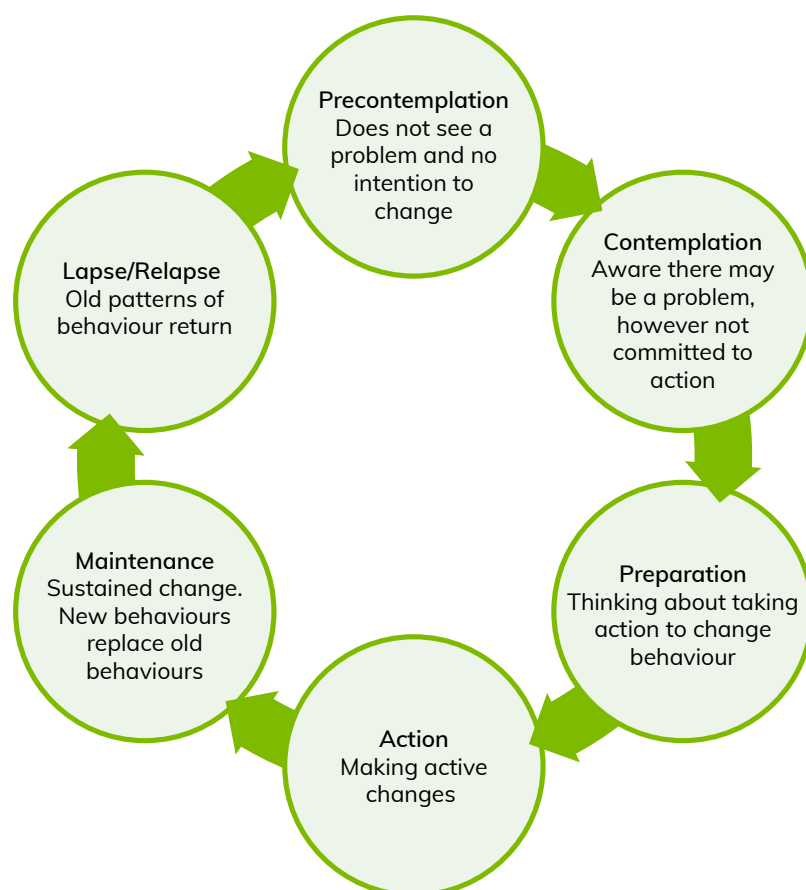 Precontemplation
Does not see a
problem and no
intention to
change
Contemplation
Aware there may
be a problem,
however not
committed to
action
Preparation
Thinking about taking
action to change
behaviour
Action
Making active
changes
Maintenance
Sustained change.
New behaviours
replace old
behaviours
Lapse/Relapse
Old patterns of
behaviour return